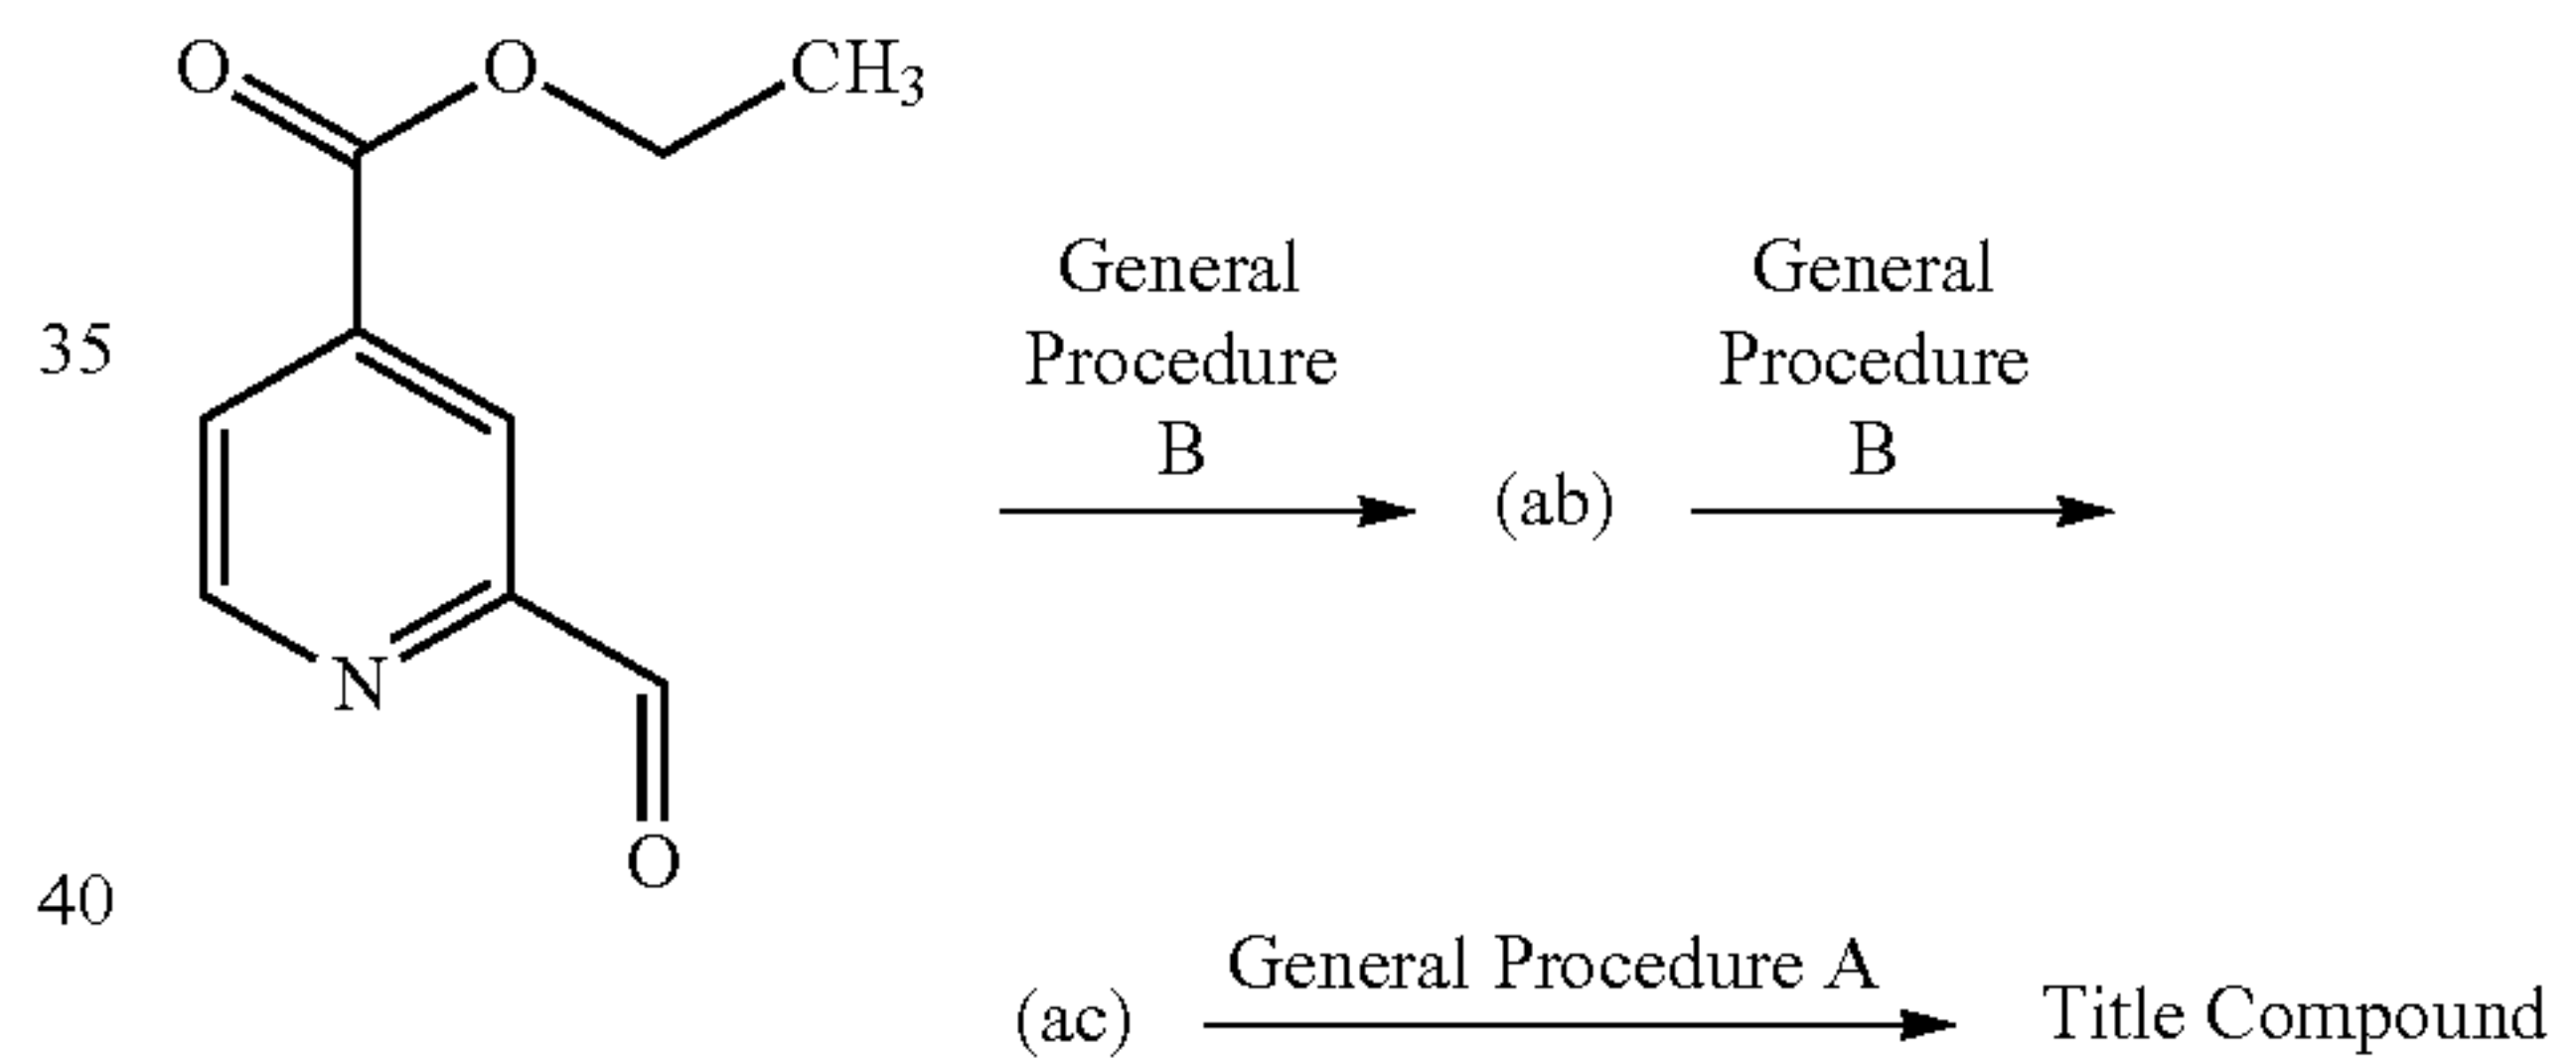 O O CH3
General General
35 Procedure Procedure
B B
(ab)
N
O
40
General Procedure A
(ac) Title Compound